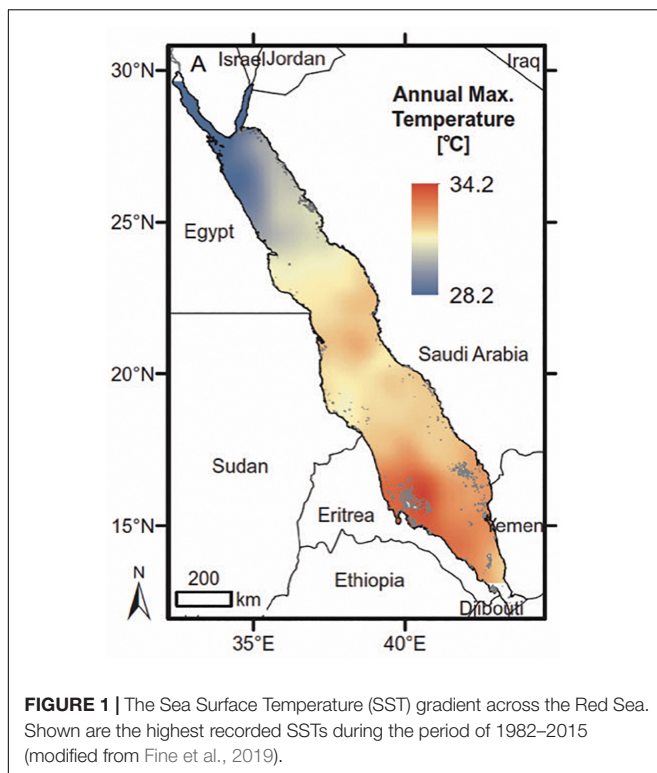 30°N
A
Israel
Jordan
Iraq
Annual Max.
Temperature
[°C]
34.2
28.2
25°N
Egypt
Saudi Arabia
20°N
Sudan
15°N
Eritrea
Yemen
Ethiopia
Djibouti
N
200
km
35°E
40°E
FIGURE 1 | The Sea Surface Temperature (SST) gradient across the Red Sea.
Shown are the highest recorded SSTs during the period of 1982–2015
(modified from Fine et al., 2019).